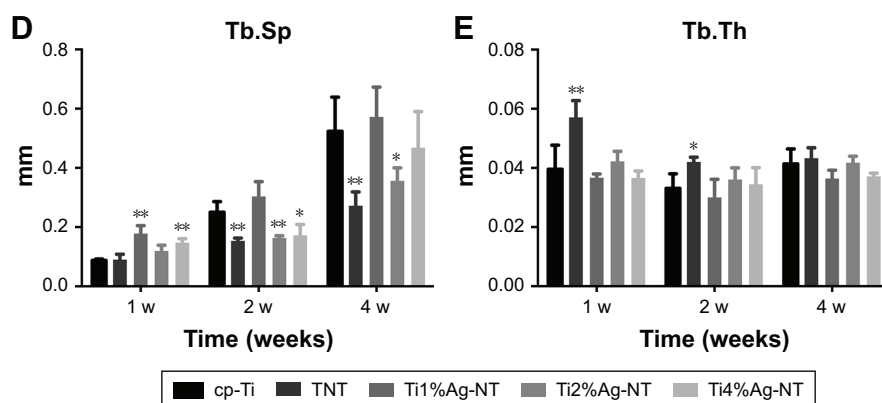 D Tb.Sp
0.8
0.6
0.4
0.2
0.0
mm
** **
** ** *
** *
1 w 2 w 4 w
Time (weeks)
E Tb.Th
0.08
0.06
0.04
0.02
0.00
mm
**
*
1 w 2 w 4 w
Time (weeks)
cp-Ti TNT Ti1%Ag-NT Ti2%Ag-NT Ti4%Ag-NT